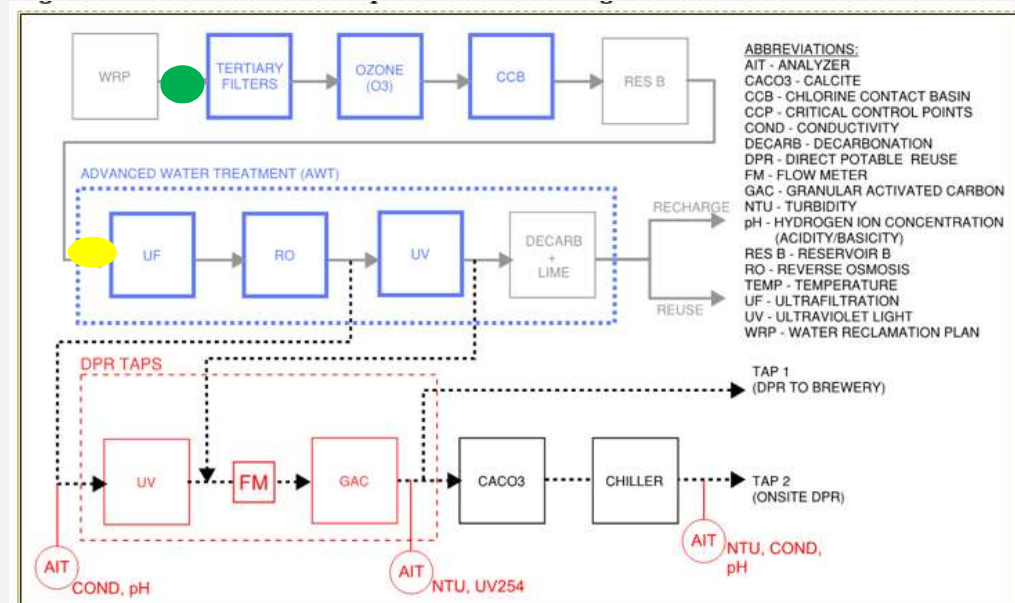 WRP
TERTIARY
FILTERS
OZONE
(O3)
CCB
RES B
ABBREVIATIONS:
AIT - ANALYZER
CACO3 - CALCITE
CCB - CHLORINE CONTACT BASIN
CCP - CRITICAL CONTROL POINTS
COND - CONDUCTIVITY
DECARB - DECARBONATION
DPR - DIRECT POTABLE REUSE
FM - FLOW METER
GAC - GRANULAR ACTIVATED CARBON
NTU - TURBIDITY
pH - HYDROGEN ION CONCENTRATION
(ACIDITY/BASICITY)
RES B - RESERVOIR B
RO - REVERSE OSMOSIS
TEMP - TEMPERATURE
UF - ULTRAFILTRATION
UV - ULTRAVIOLET LIGHT
WRP - WATER RECLAMATION PLAN
ADVANCED WATER TREATMENT (AWT)
UF
RO
UV
DECARB
+
LIME
RECHARGE
REUSE
DPR TAPS
UV
FM
GAC
CACO3
CHILLER
TAP 1
(DPR TO BREWERY)
TAP 2
(ONSITE DPR)
AIT
COND, pH
AIT
NTU, UV254
AIT
NTU, COND,
pH